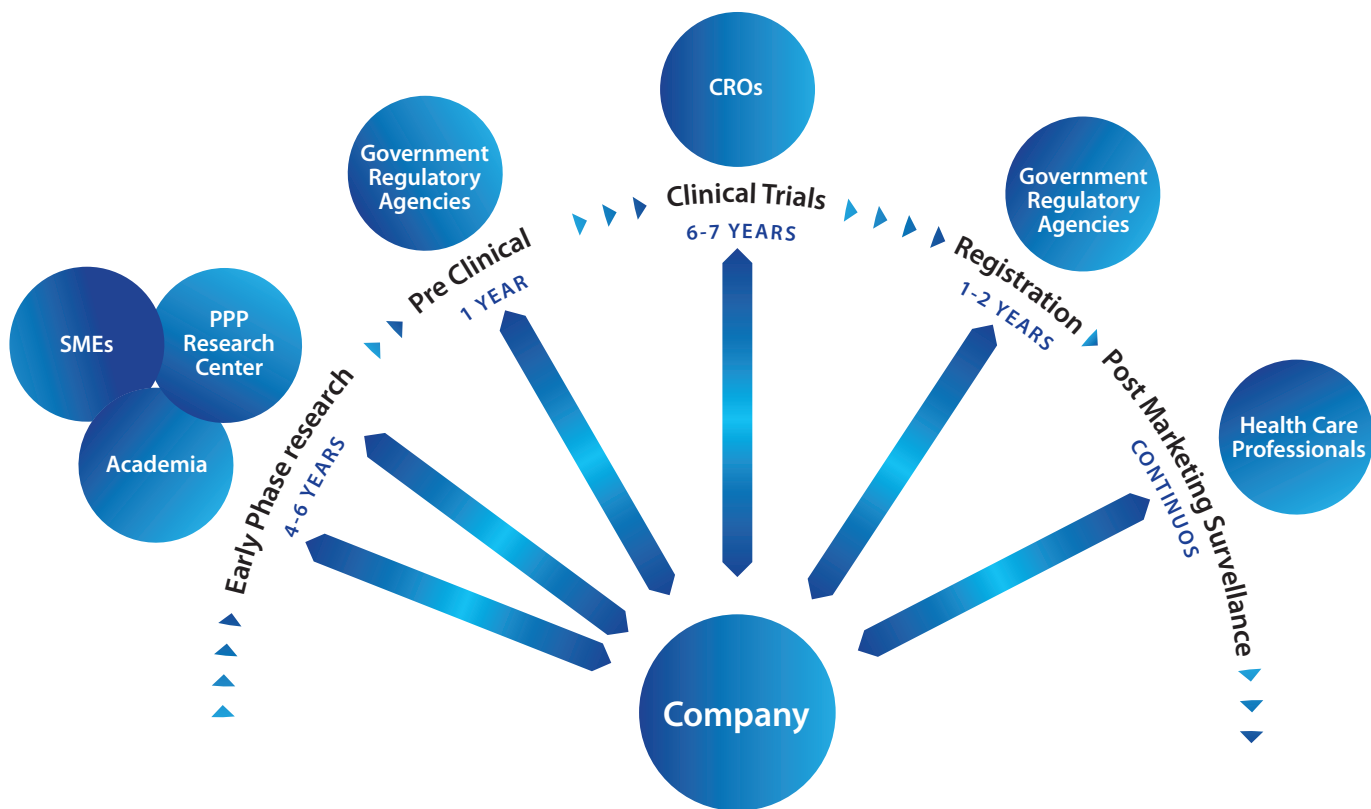 CROs
Government
Regulatory
Agencies
Government
Regulatory
Agencies
Clinical Trials
6-7 YEARS
Pre Clinical
1 YEAR
Registration
1-2 YEARS
SMEs
PPP
Research
Center
Academia
Early Phase research
4-6 YEARS
Post Marketing Survellance
CONTINUOS
Health Care
Professionals
Company